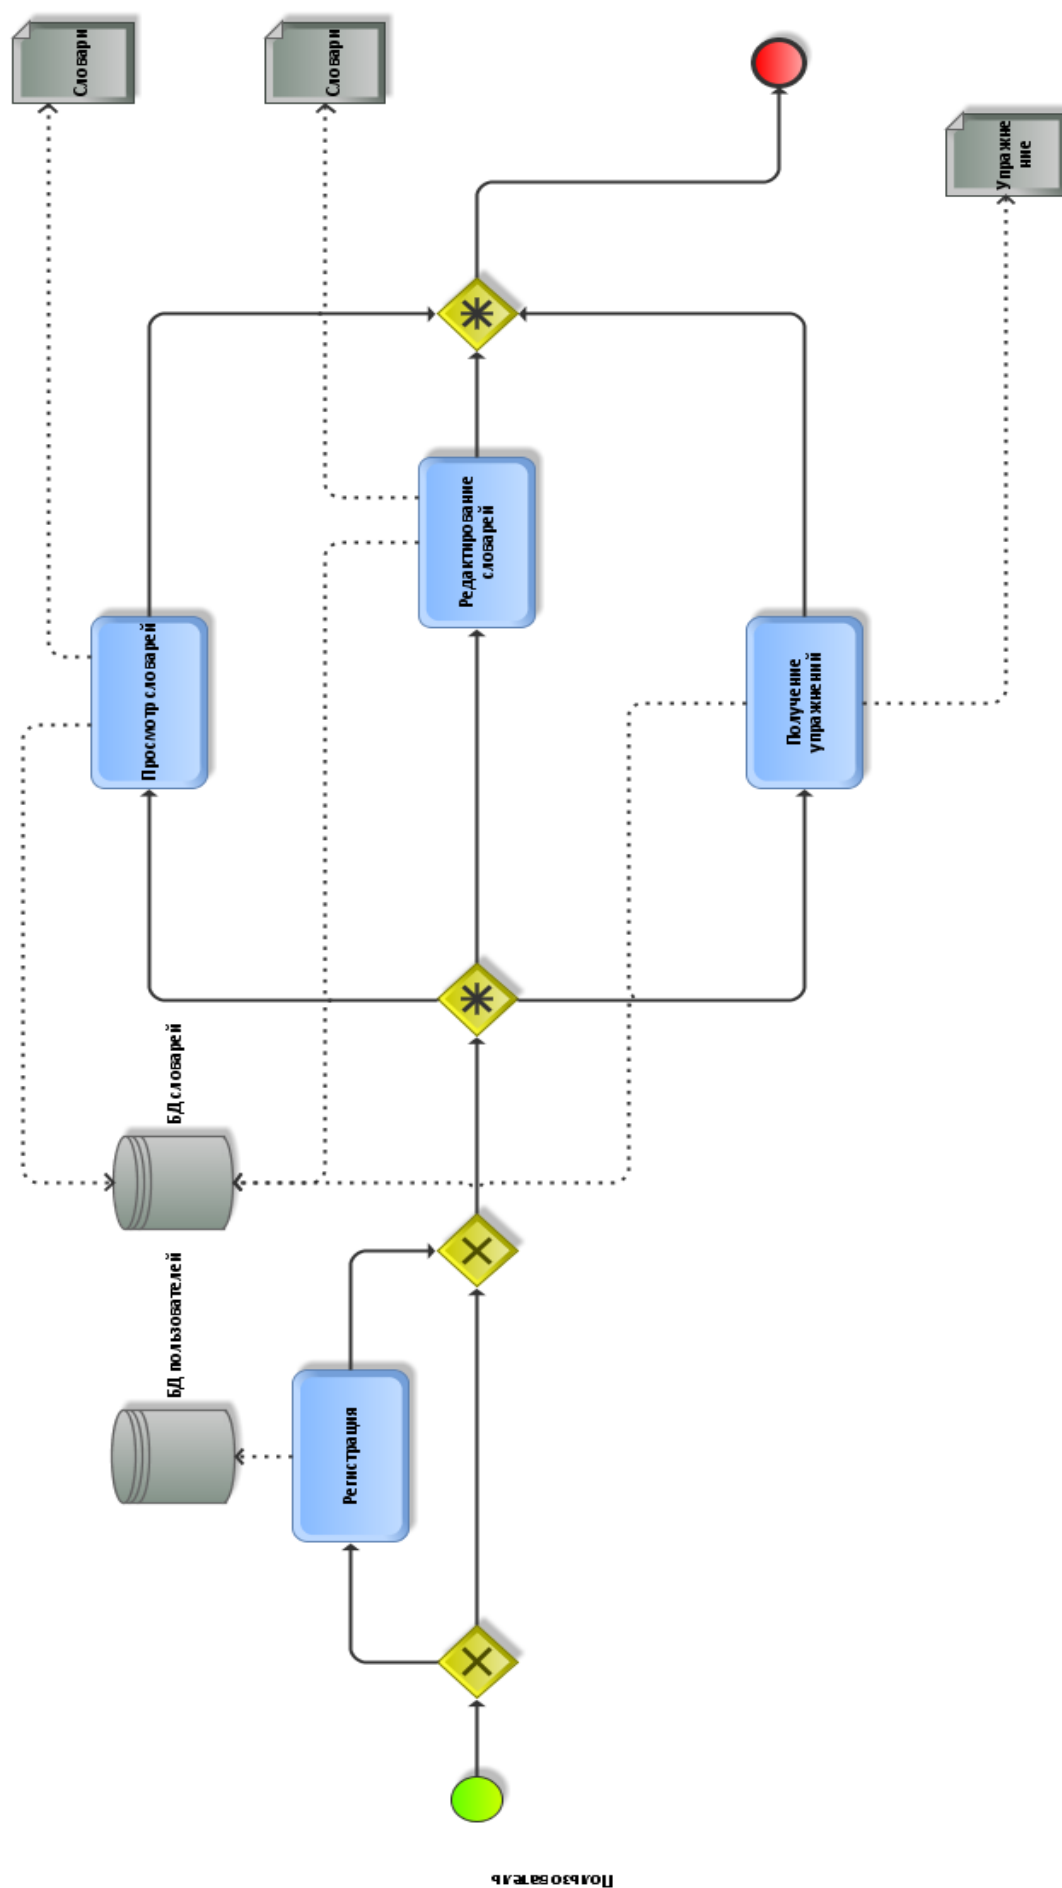 Словари
Словари
Упражне
ние
Просмотр словарей
Редактирование
словарей
Получение
упражнений
БД словарей
БД пользователей
Регистрация
Пользователь